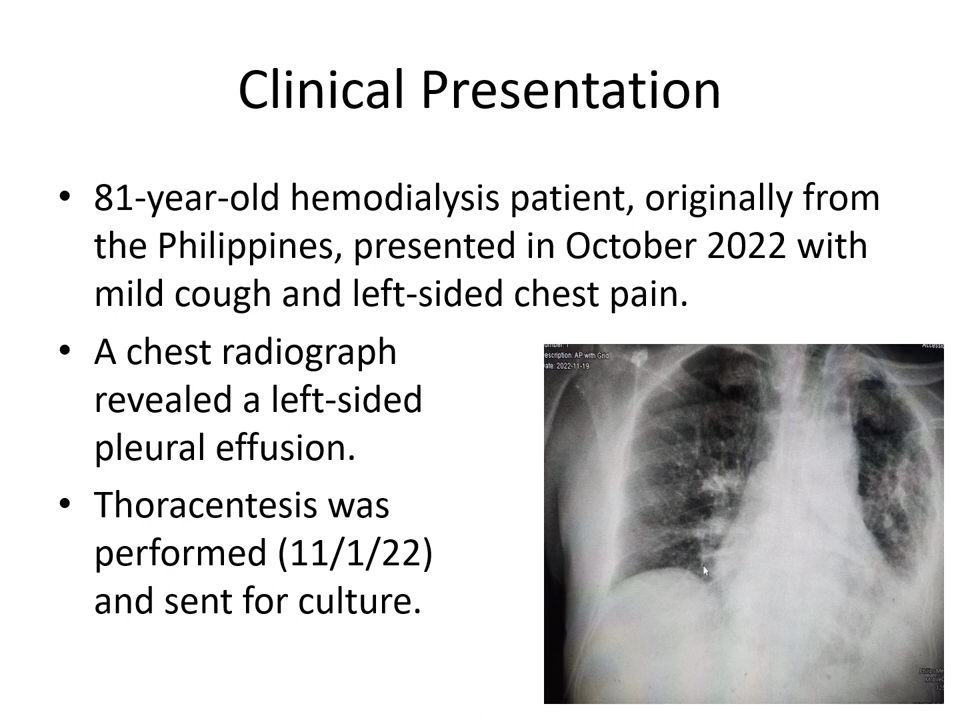 Clinical Presentation
• 81-year-old hemodialysis patient, originally from
the Philippines, presented in October 2022 with
mild cough and left-sided chest pain.
• A chest radiograph
revealed a left-sided
pleural effusion.
• Thoracentesis was
performed (11/1/22)
and sent for culture.
escription: AP with Grid
ate: 2022-11-19